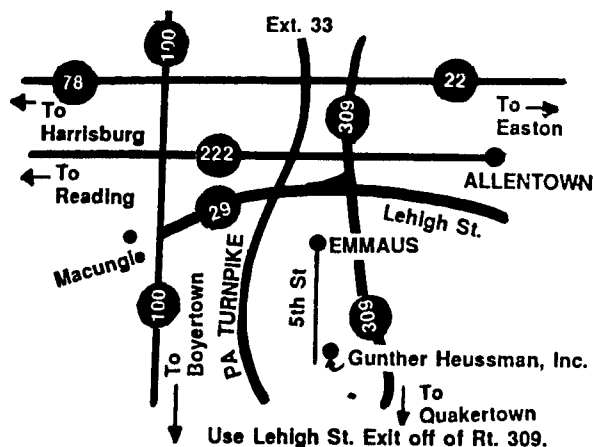 Ext. 33
100
78
22
To
Harrisburg
309
To
Easton
222
To
Reading
ALLENTOWN
29
Lehigh St.
Macungie
EMMAUS
PA TURNPIKE
5th St
100
To
Boyertown
309
Gunther Heussman, Inc.
To
Quakertown
Use Lehigh St. Exit off of Rt. 309.